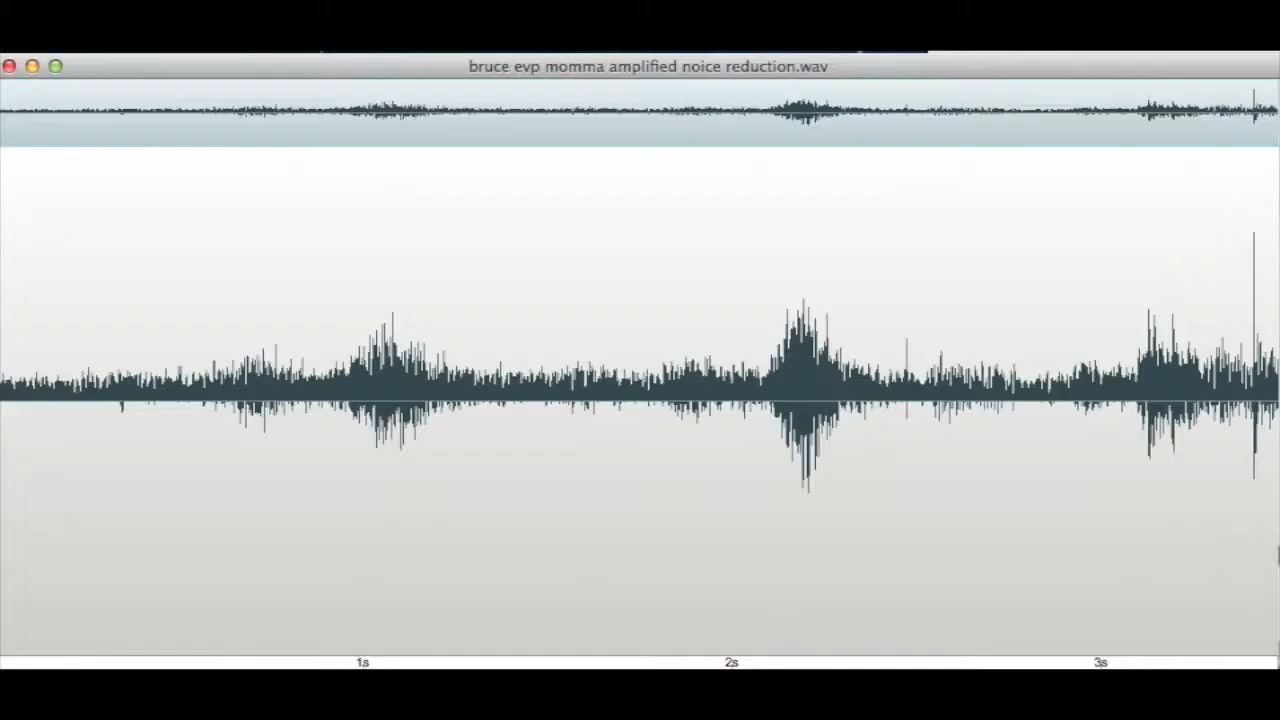 bruce evp momma amplified noice reduction.wav
1s 2s 3s